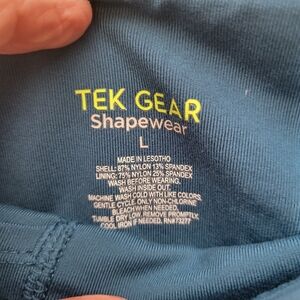 TEK GEAR
Shapewear
L
MADE IN LESOTHO
SHELL: 87% NYLON 13% SPANDEX
LINING: 75% NYLON 25% SPANDEX
WASH BEFORE WEARING.
WASH INSIDE OUT.
MACHINE WASH COLD WITH LIKE COLORS,
GENTLE CYCLE. ONLY NON-CHLORINE
BLEACH WHEN NEEDED.
TUMBLE DRY LOW. REMOVE PROMPTLY.
COOL IRON IF NEEDED. RN#73277